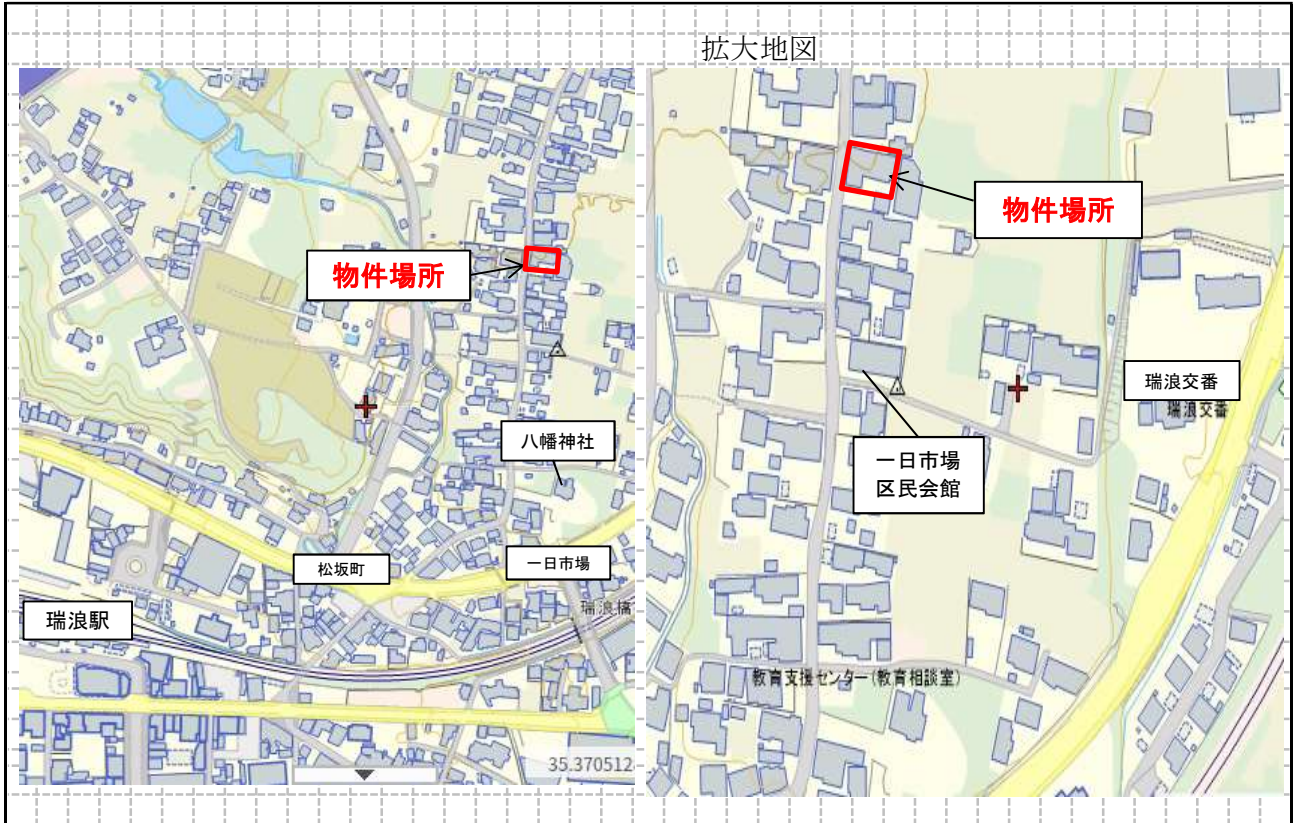 拡大地図
物件場所
八幡神社
松坂町
一日市場
瑞浪橋
瑞浪駅
35.370512
物件場所
瑞浪交番
瑞浪交番
一日市場
区民会館
教育支援センター(教育相談室)